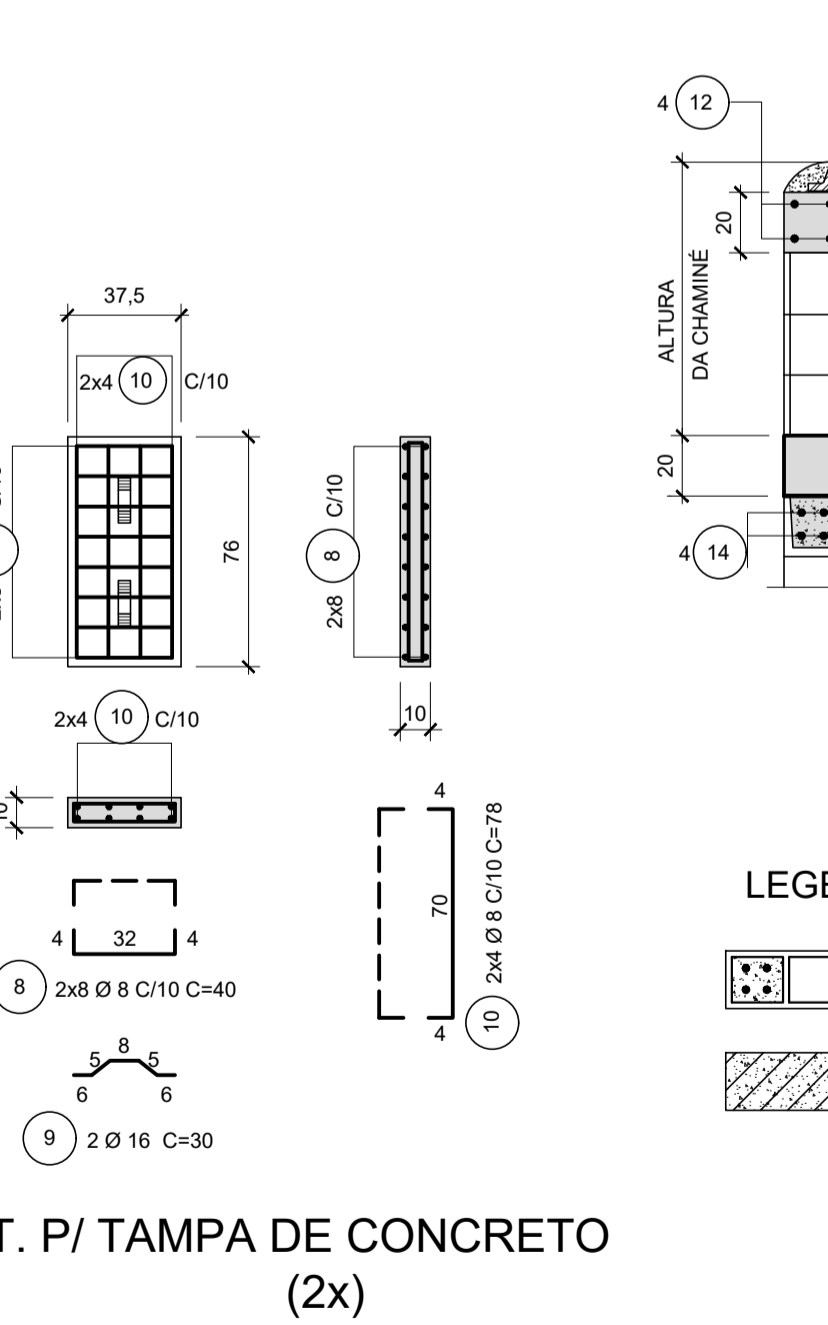 4 12
20
ALTURA
DA CHAMINÉ
20
4 14
37,5
2x4 10 C/10
76
2x8 8 C/10
10
2x4 10 C/10
10
4 32 4
8 2x8 Ø 8 C/10 C=40
5 8 5
6 6
9 2 Ø 16 C=30
4
70
4
10 2x4 Ø 8 C/10 C=78
T. P/ TAMPA DE CONCRETO
(2x)